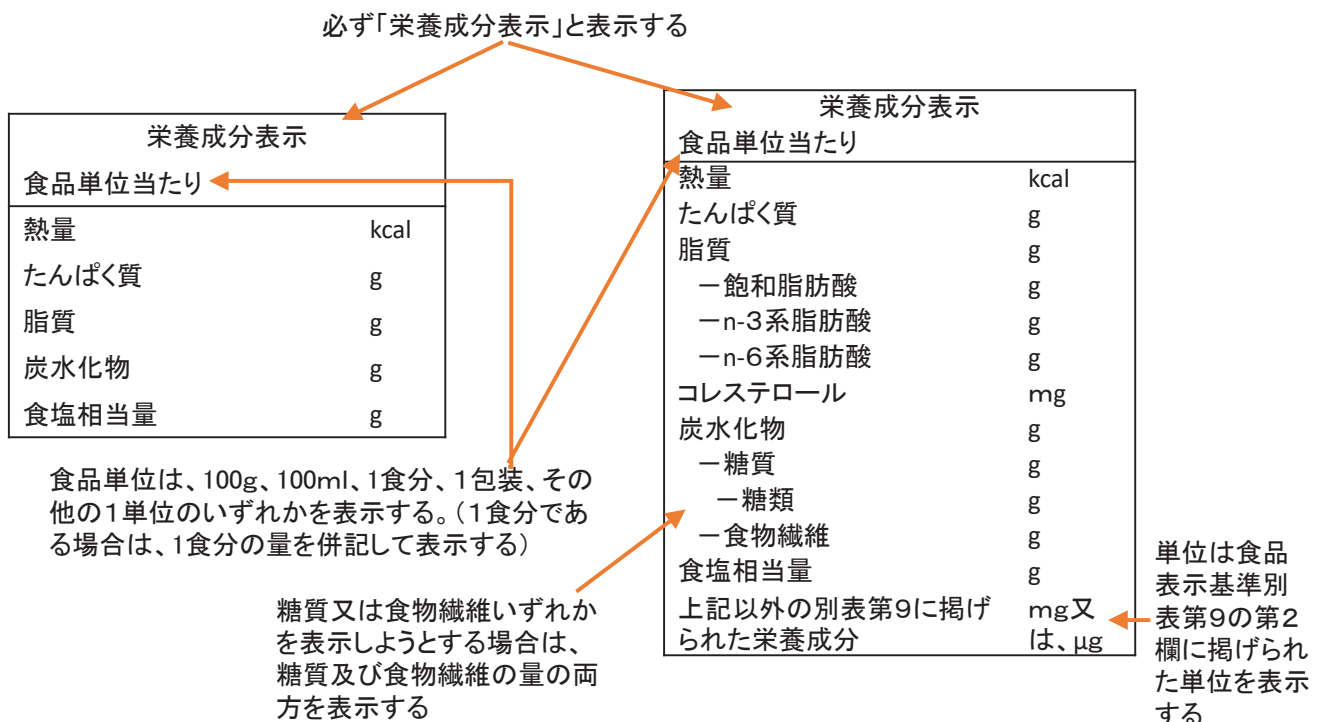 必ず「栄養成分表示」と表示する
栄養成分表示
食品単位当たり
熱量 kcal
たんぱく質 g
脂質 g
炭水化物 g
食塩相当量 g
食品単位は、100g、100ml、1食分、1包装、その
他の1単位のいずれかを表示する。(1食分であ
る場合は、1食分の量を併記して表示する)
栄養成分表示
食品単位当たり
熱量 kcal
たんぱく質 g
脂質 g
－飽和脂肪酸 g
－n-3系脂肪酸 g
－n-6系脂肪酸 g
コレステロール mg
炭水化物 g
－糖質 g
－糖類 g
－食物繊維 g
食塩相当量 g
上記以外の別表第9に掲げ mg又
られた栄養成分 は、μg
糖質又は食物繊維いずれか
を表示しようとする場合は、
糖質及び食物繊維の量の両
方を表示する
単位は食品
表示基準別
表第9の第2
欄に掲げられ
た単位を表示
する